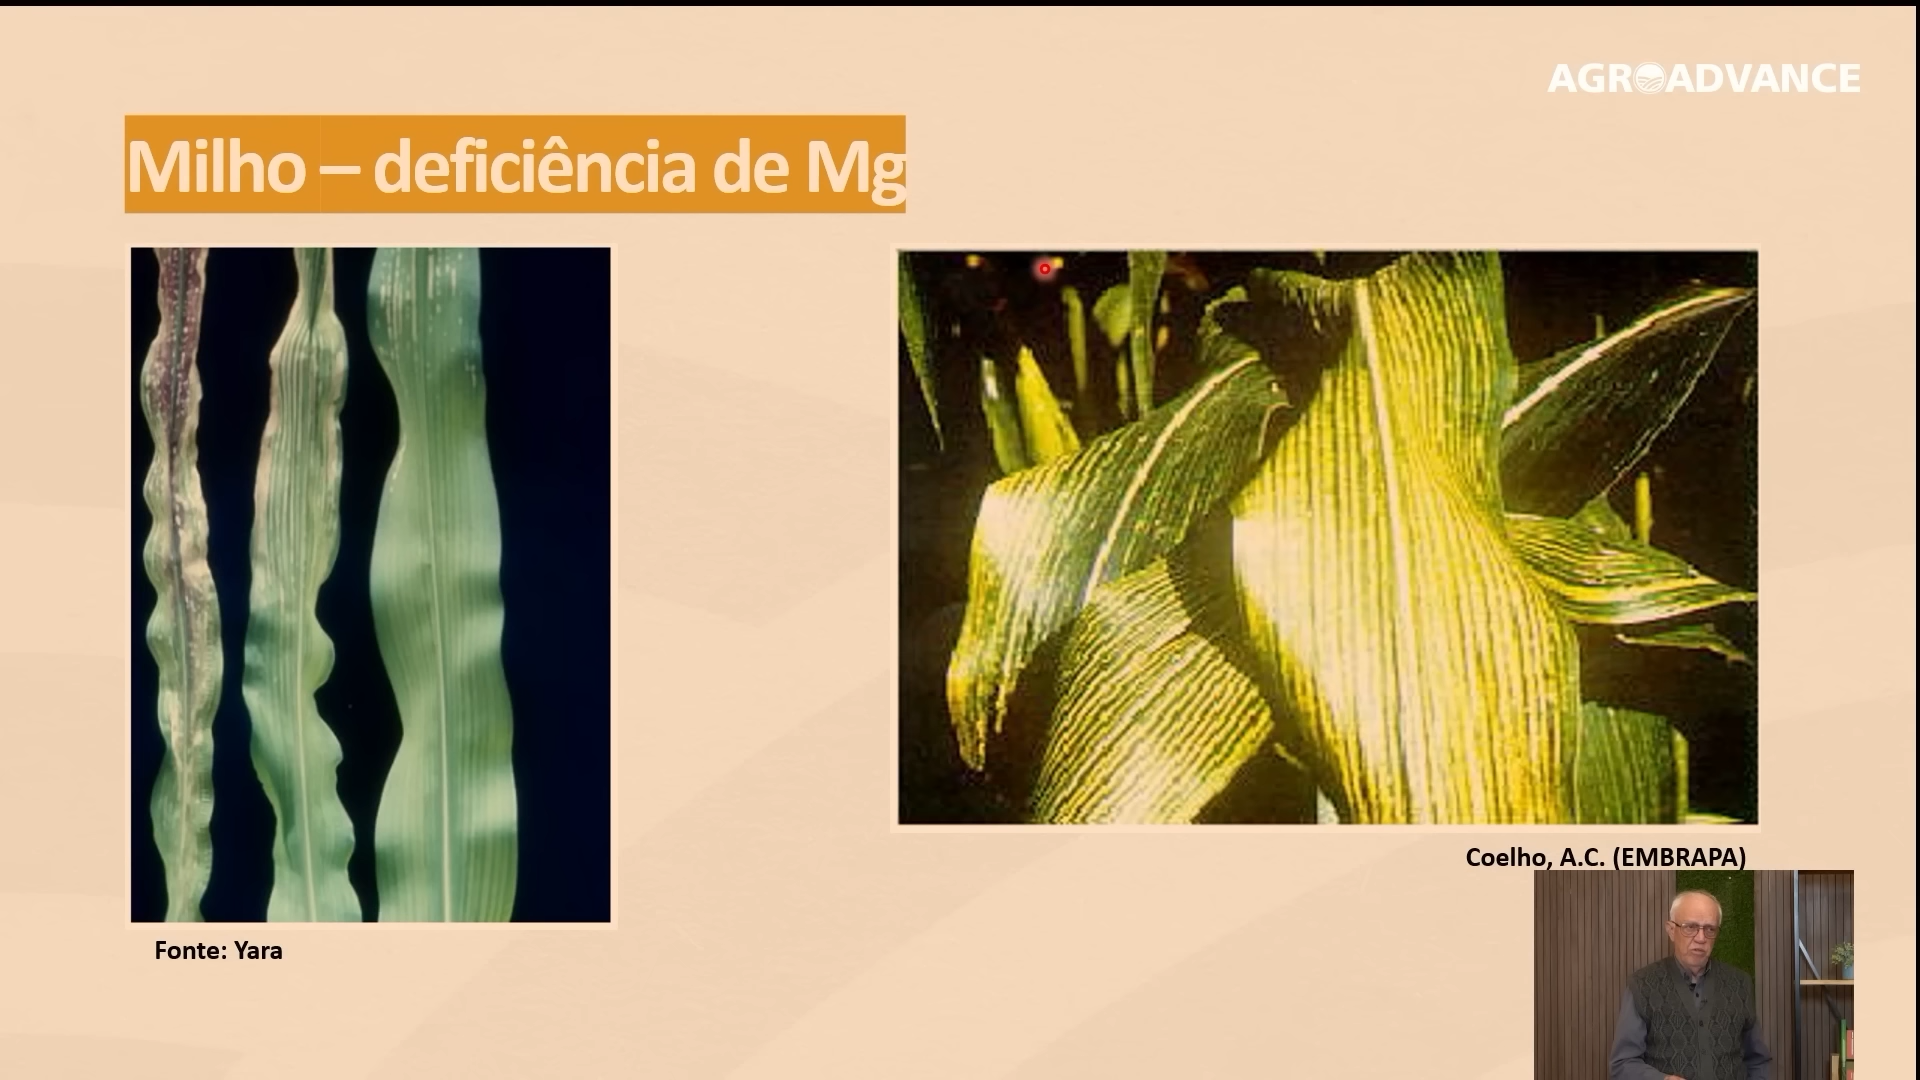 AGROADVANCE
Milho – deficiência de Mg
Coelho, A.C. (EMBRAPA)
Fonte: Yara